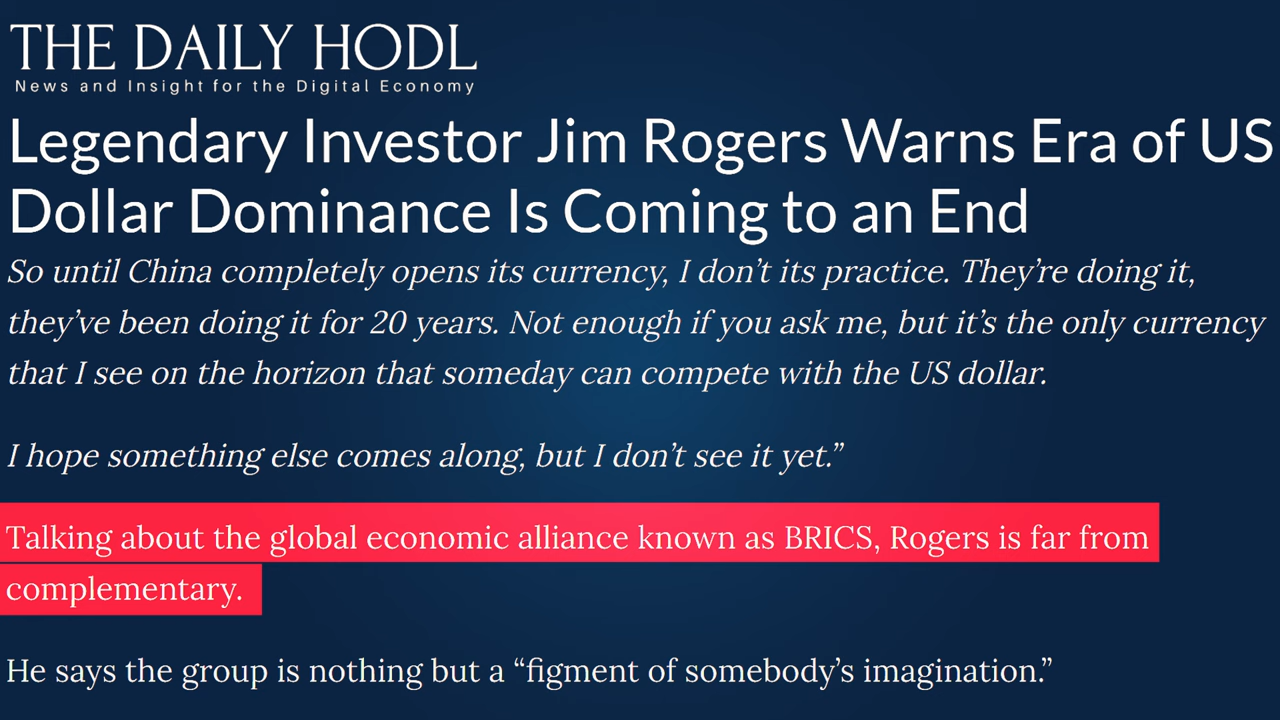 THE DAILY HODL
News and Insight for the Digital Economy
Legendary Investor Jim Rogers Warns Era of US
Dollar Dominance Is Coming to an End
So until China completely opens its currency, I don’t its practice. They’re doing it,
they’ve been doing it for 20 years. Not enough if you ask me, but it’s the only currency
that I see on the horizon that someday can compete with the US dollar.
I hope something else comes along, but I don’t see it yet.”
Talking about the global economic alliance known as BRICS, Rogers is far from
complementary.
He says the group is nothing but a “figment of somebody’s imagination.”